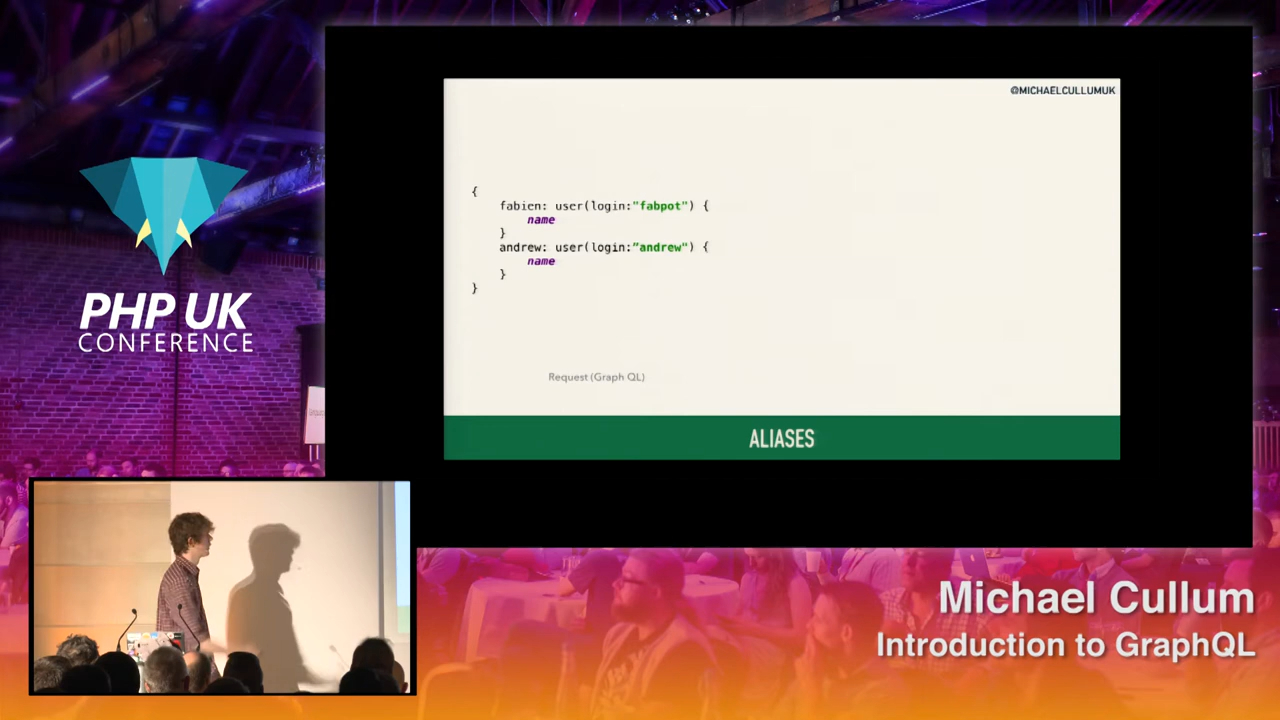 PHP UK
CONFERENCE
@MICHAELCULLUMUK
{
fabien: user(login:"fabpot") {
name
}
andrew: user(login:”andrew") {
name
}
}
Request (Graph QL)
ALIASES
Michael Cullum
Introduction to GraphQL